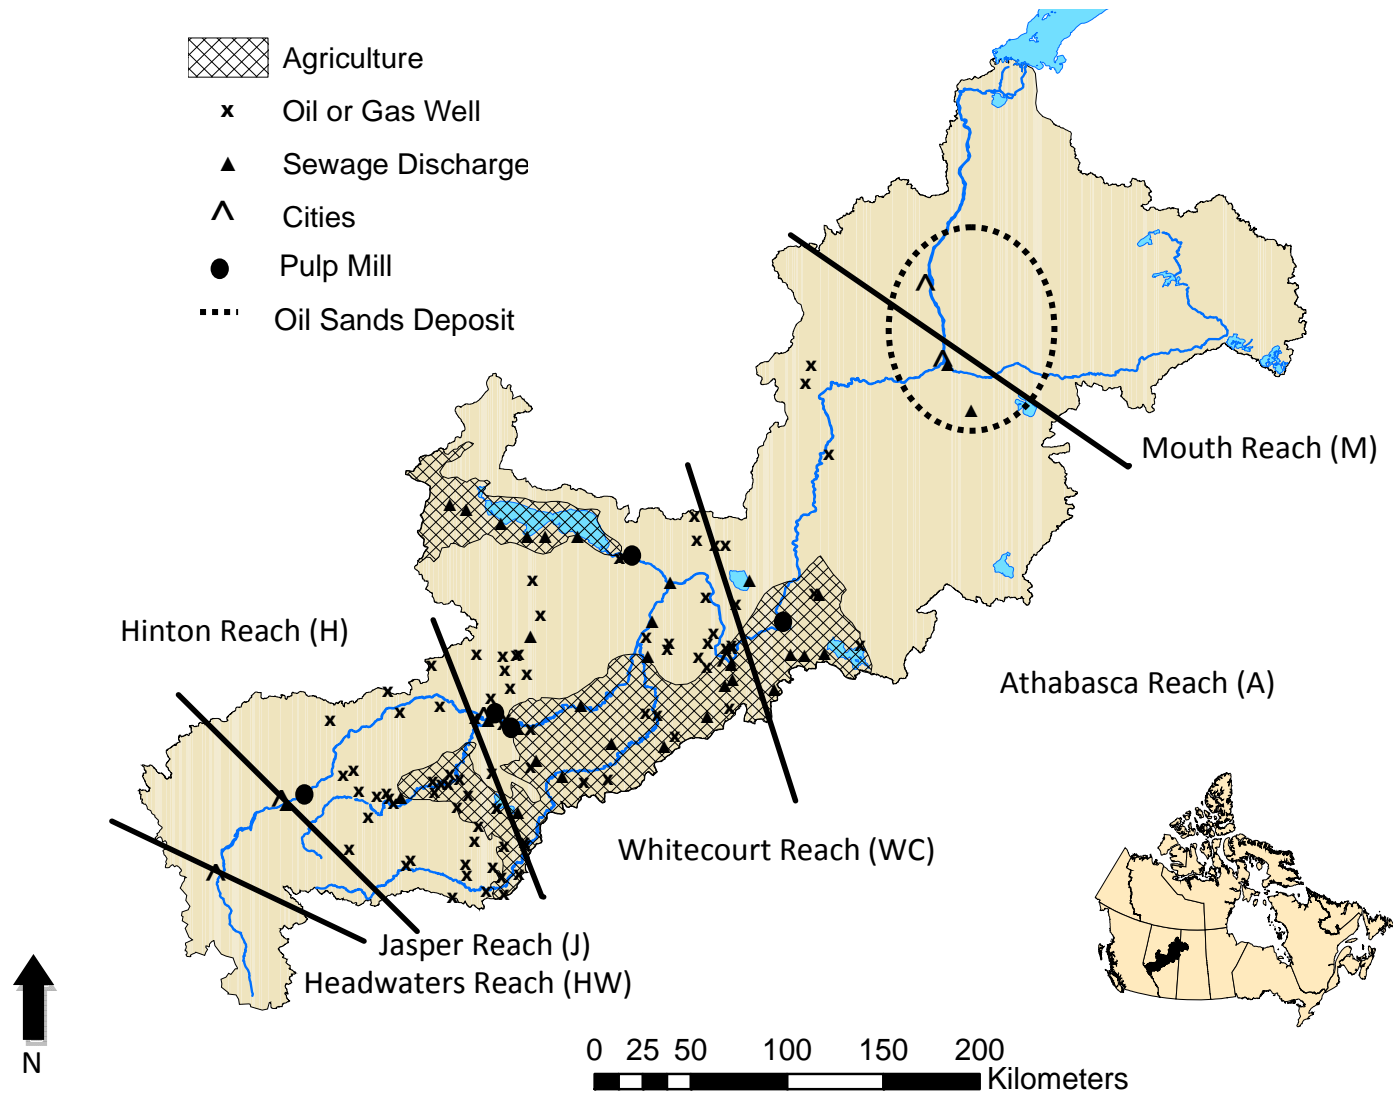 Agriculture
Oil or Gas Well
Sewage Discharge
Cities
Pulp Mill
Oil Sands Deposit
Mouth Reach (M)
Hinton Reach (H)
Athabasca Reach (A)
Whitecourt Reach (WC)
Jasper Reach (J)
Headwaters Reach (HW)
N
0 25 50 100 150 200
Kilometers